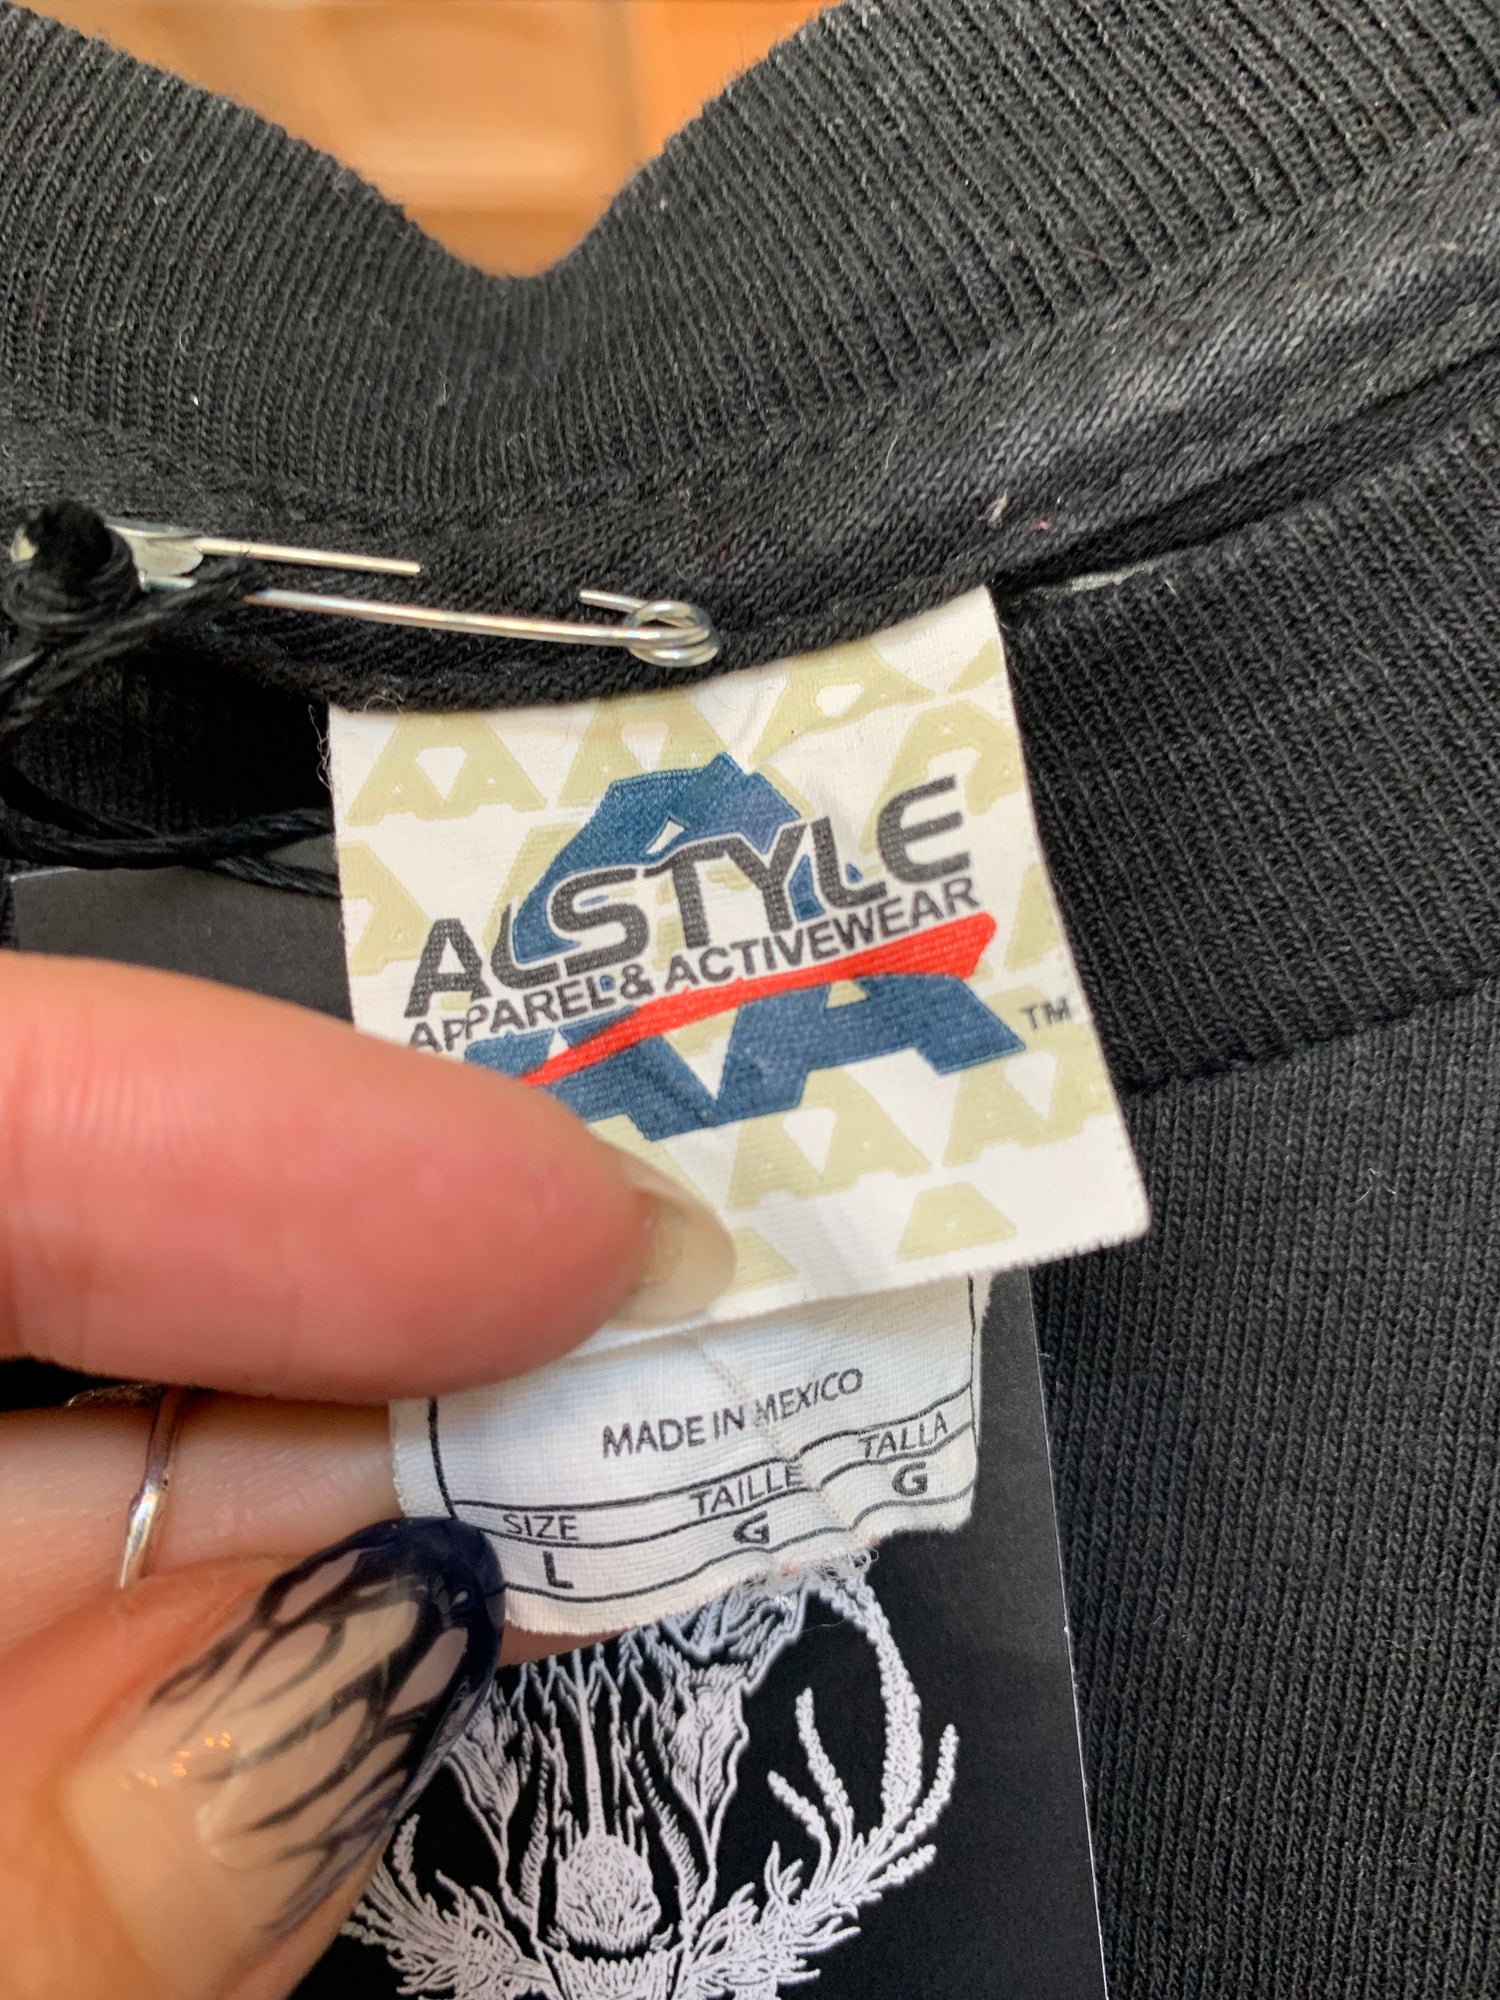 ALSTYLE
APPAREL & ACTIVEWEAR
TM
MADE IN MEXICO
SIZE TAILLE TALLA
L G G